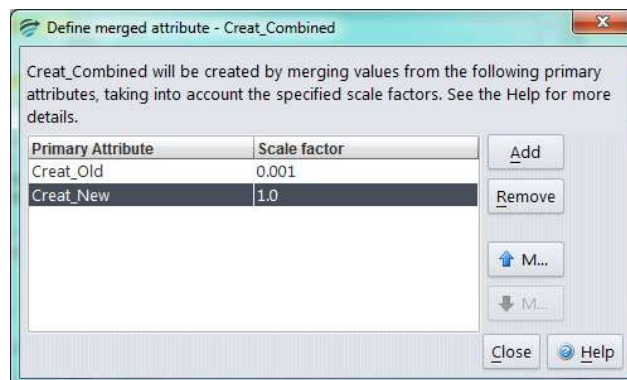 Define merged attribute - Creat_Combined
X
Creat_Combined will be created by merging values from the following primary
attributes, taking into account the specified scale factors. See the Help for more
details.
Primary Attribute Scale factor
Creat_Old 0.001
Creat_New 1.0
Add
Remove
M...
M...
Close ? Help